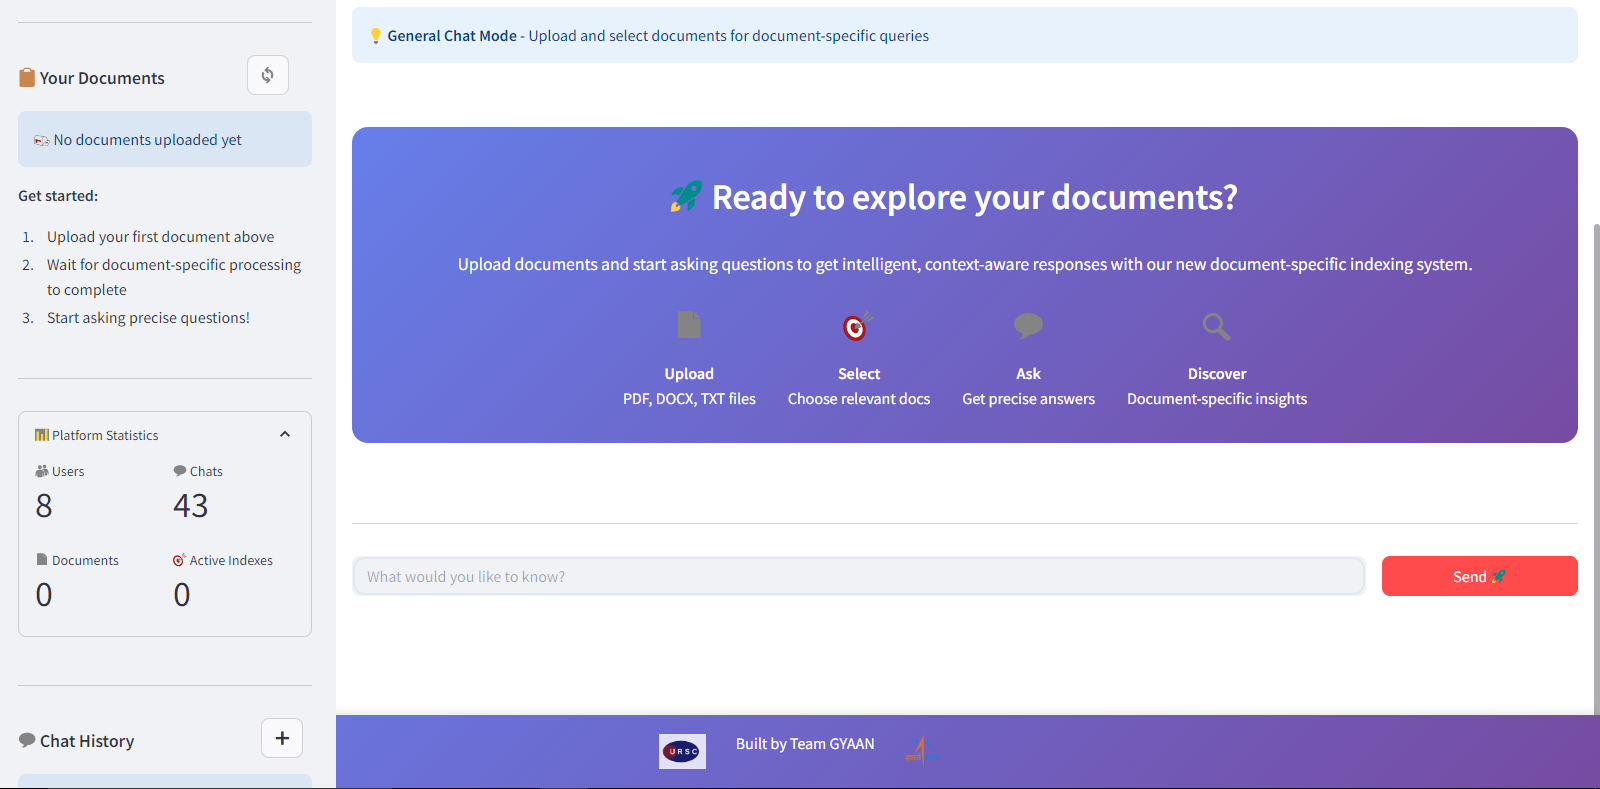 Your Documents
No documents uploaded yet
Get started:
1. Upload your first document above
2. Wait for document-specific processing
to complete
3. Start asking precise questions!
Platform Statistics
Users
Chats
8
43
Documents
Active Indexes
0
0
Chat History
+
General Chat Mode - Upload and select documents for document-specific queries
Ready to explore your documents?
Upload documents and start asking questions to get intelligent, context-aware responses with our new document-specific indexing system.
Upload
PDF, DOCX, TXT files
Select
Choose relevant docs
Ask
Get precise answers
Discover
Document-specific insights
What would you like to know?
Send
URSC
Built by Team GYAAN